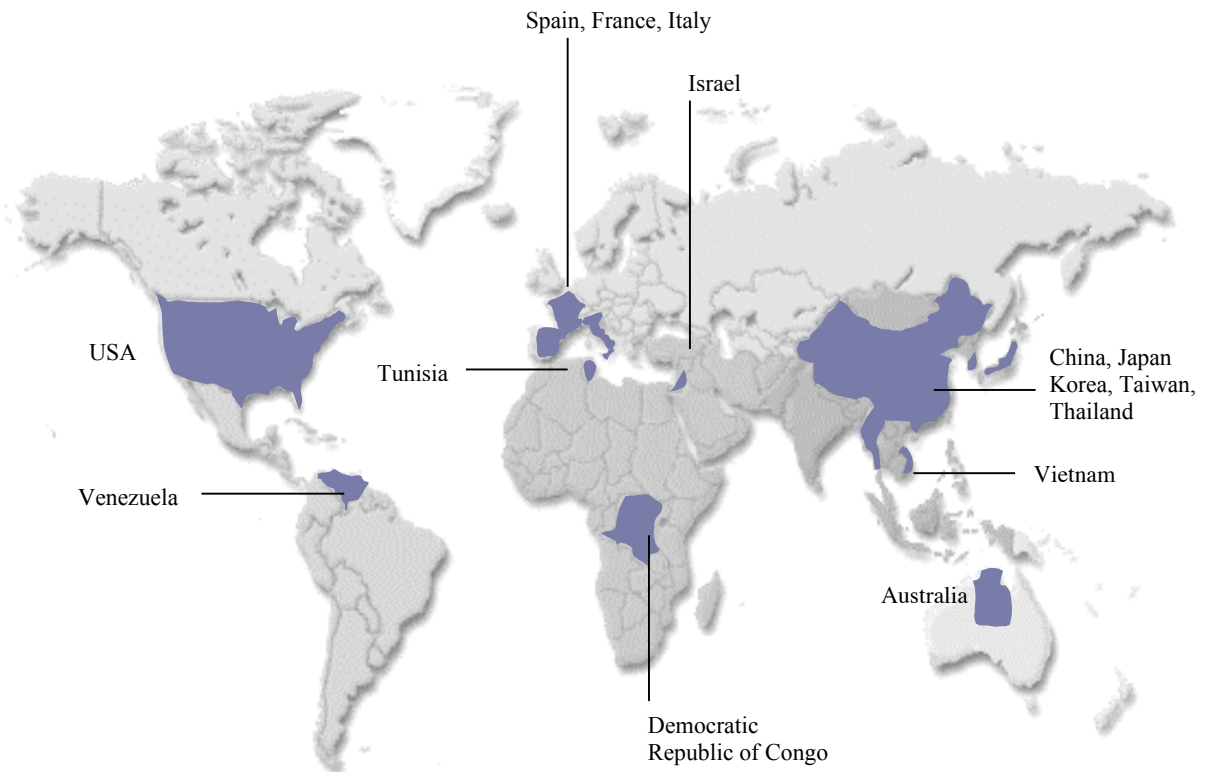 Spain, France, Italy
Israel
USA
Tunisia
China, Japan
Korea, Taiwan,
Thailand
Venezuela
Vietnam
Australia
Democratic
Republic of Congo